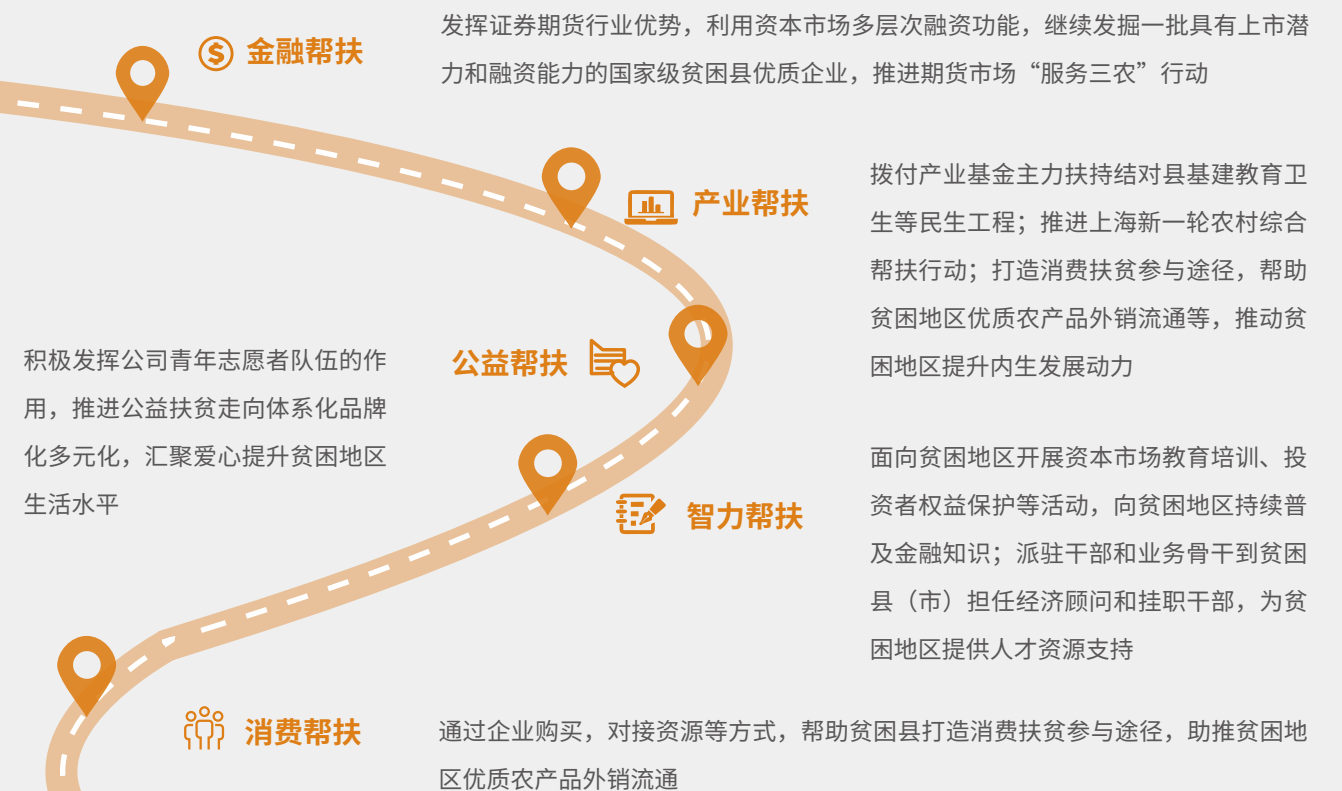 金融帮扶
发挥证券期货行业优势，利用资本市场多层次融资功能，继续发掘一批具有上市潜
力和融资能力的国家级贫困县优质企业，推进期货市场“服务三农”行动
产业帮扶
拨付产业基金主力扶持结对县基建教育卫
生等民生工程；推进上海新一轮农村综合
帮扶行动；打造消费扶贫参与途径，帮助
贫困地区优质农产品外销流通等，推动贫
困地区提升内生发展动力
公益帮扶
积极发挥公司青年志愿者队伍的作
用，推进公益扶贫走向体系化品牌
化多元化，汇聚爱心提升贫困地区
生活水平
智力帮扶
面向贫困地区开展资本市场教育培训、投
资者权益保护等活动，向贫困地区持续普
及金融知识；派驻干部和业务骨干到贫困
县（市）担任经济顾问和挂职干部，为贫
困地区提供人才资源支持
消费帮扶
通过企业购买，对接资源等方式，帮助贫困县打造消费扶贫参与途径，助推贫困地
区优质农产品外销流通